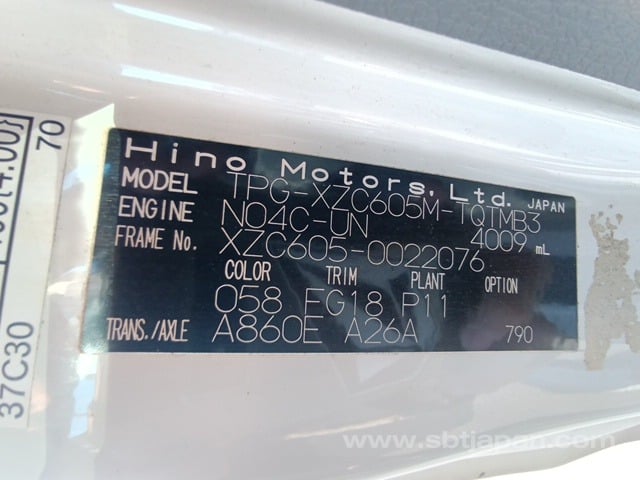 Hino Motors, Ltd. JAPAN
MODEL TPG-XZC605M-TQTMB3
ENGINE N04C-UN 4009 mL
FRAME No. XZC605-0022076
COLOR TRIM PLANT OPTION
058 FG18 P11
TRANS./AXLE A860E A26A 790
70
37C30
www.sbtjapan.com